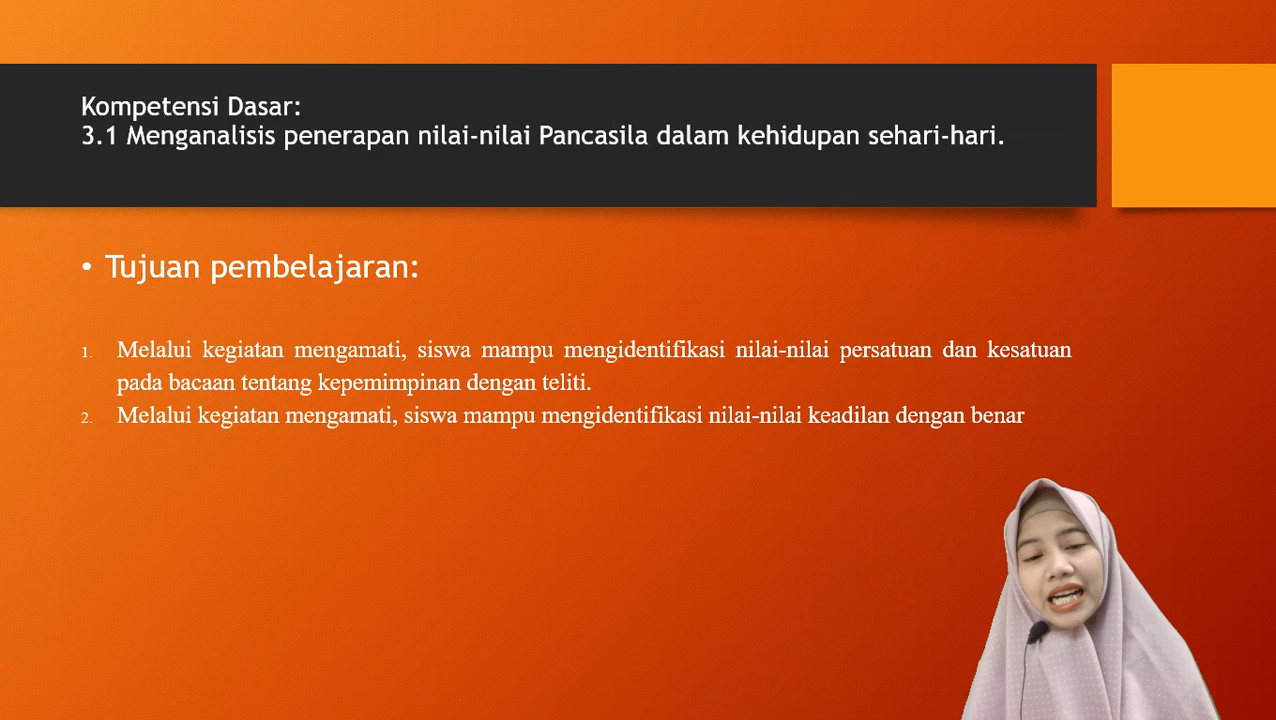 Kompetensi Dasar:
3.1 Menganalisis penerapan nilai-nilai Pancasila dalam kehidupan sehari-hari.
• Tujuan pembelajaran:
1. Melalui kegiatan mengamati, siswa mampu mengidentifikasi nilai-nilai persatuan dan kesatuan
pada bacaan tentang kepemimpinan dengan teliti.
2. Melalui kegiatan mengamati, siswa mampu mengidentifikasi nilai-nilai keadilan dengan benar